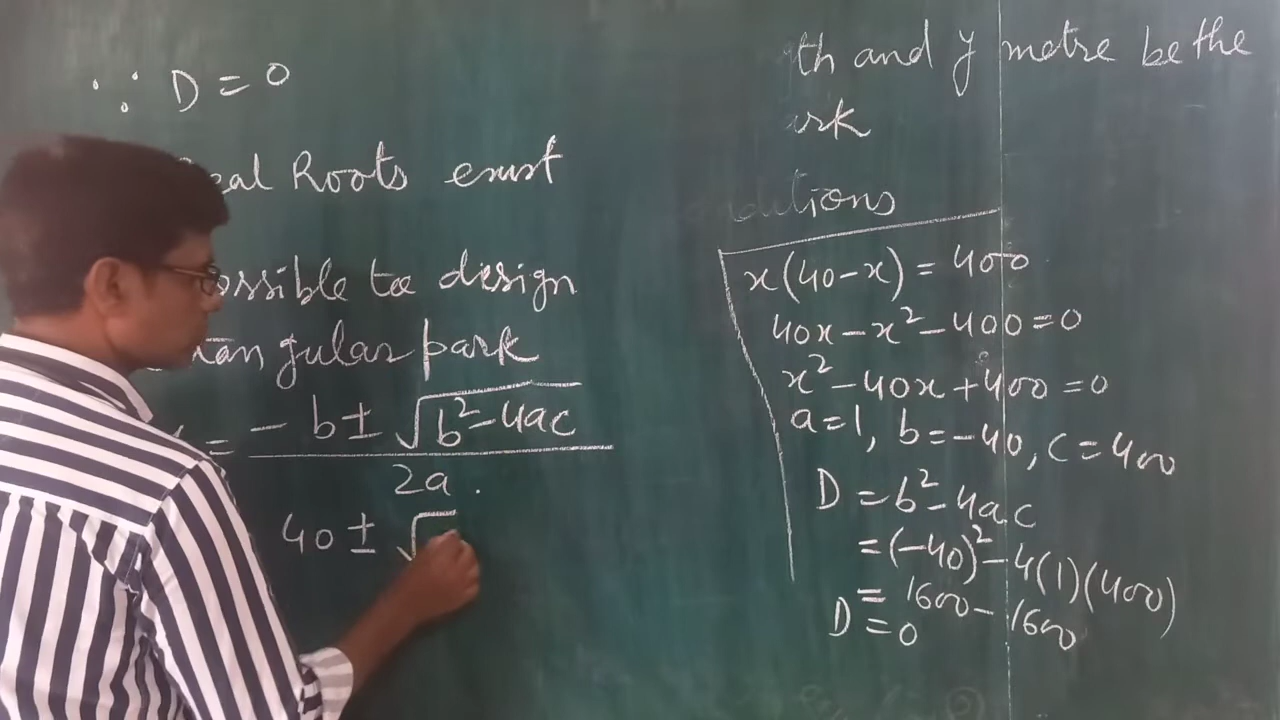 ∵ D = 0
eal Roots exist
ossible to design
angular park
= -b ± √b² - 4ac
2a .
40 ± √
th and y metre be the
rk
ditions
x(40-x) = 400
40x - x² - 400 = 0
x² - 40x + 400 = 0
a=1, b=-40, c=400
D = b² - 4ac
= (-40)² - 4(1)(400)
= 1600 - 1600
D = 0